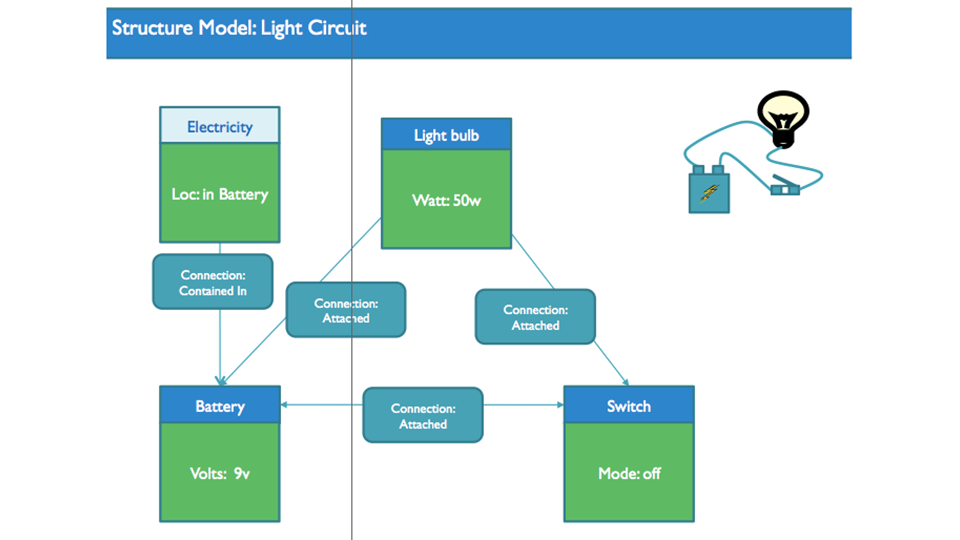 Structure Model: Light Circuit
Electricity
Loc: in Battery
Light bulb
Watt: 50w
Connection:
Contained In
Connection:
Attached
Connection:
Attached
Battery
Volts:  9v
Connection:
Attached
Switch
Mode: off